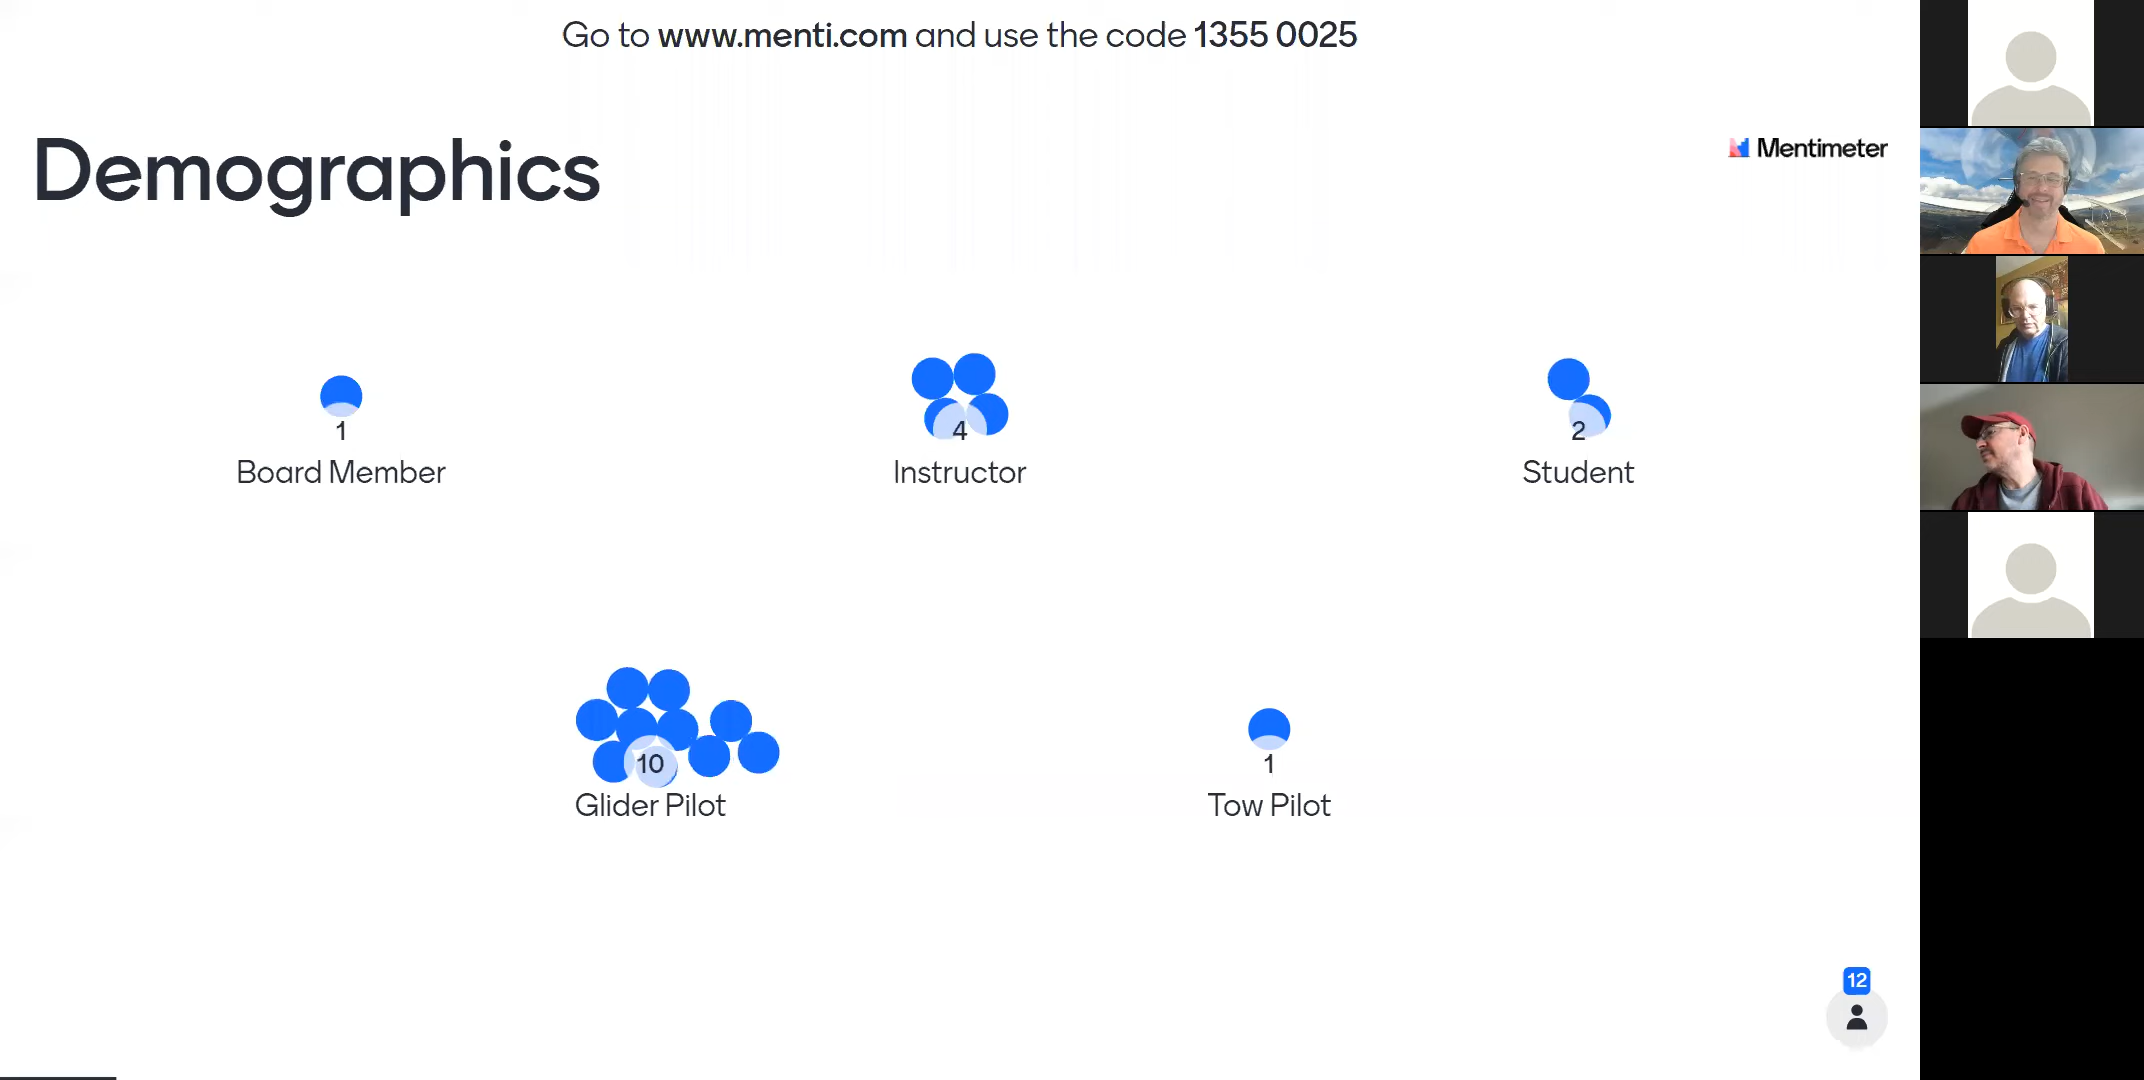 Go to www.menti.com and use the code 1355 0025
Demographics
Mentimeter
1
Board Member
4
Instructor
2
Student
10
Glider Pilot
1
Tow Pilot
12